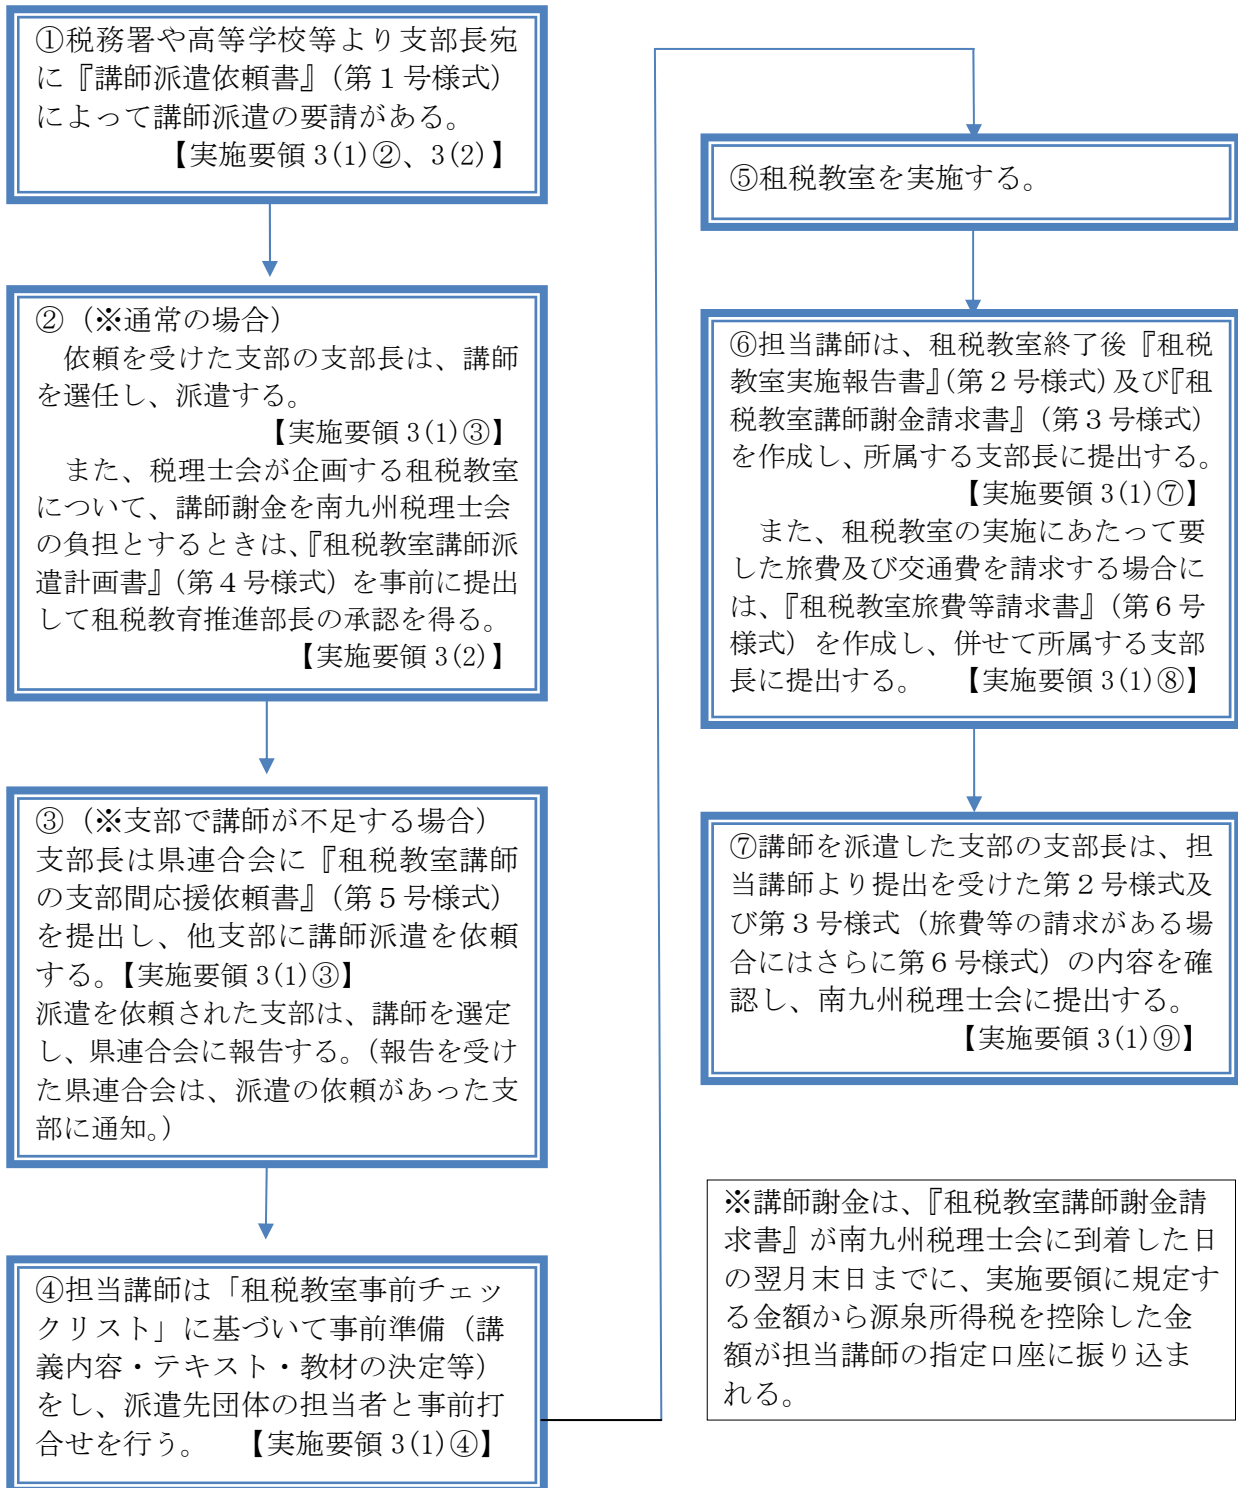 ①税務署や高等学校等より支部長宛
に『講師派遣依頼書』（第１号様式）
によって講師派遣の要請がある。
【実施要領 3(1)②、3(2)】
②（※通常の場合）
依頼を受けた支部の支部長は、講師
を選任し、派遣する。
【実施要領 3(1)③】
また、税理士会が企画する租税教室
について、講師謝金を南九州税理士会
の負担とするときは、『租税教室講師派
遣計画書』（第４号様式）を事前に提出
して租税教育推進部長の承認を得る。
【実施要領 3(2)】
③（※支部で講師が不足する場合）
支部長は県連合会に『租税教室講師
の支部間応援依頼書』（第５号様式）
を提出し、他支部に講師派遣を依頼
する。【実施要領 3(1)③】
派遣を依頼された支部は、講師を選定
し、県連合会に報告する。（報告を受け
た県連合会は、派遣の依頼があった支
部に通知。）
④担当講師は「租税教室事前チェッ
クリスト」に基づいて事前準備（講
義内容・テキスト・教材の決定等）
をし、派遣先団体の担当者と事前打
合せを行う。　【実施要領 3(1)④】
⑤租税教室を実施する。
⑥担当講師は、租税教室終了後『租税
教室実施報告書』（第２号様式）及び『租
税教室講師謝金請求書』（第３号様式）
を作成し、所属する支部長に提出する。
【実施要領 3(1)⑦】
また、租税教室の実施にあたって要
した旅費及び交通費を請求する場合に
は、『租税教室旅費等請求書』（第６号
様式）を作成し、併せて所属する支部
長に提出する。　【実施要領 3(1)⑧】
⑦講師を派遣した支部の支部長は、担
当講師より提出を受けた第２号様式及
び第３号様式（旅費等の請求がある場
合にはさらに第６号様式）の内容を確
認し、南九州税理士会に提出する。
【実施要領 3(1)⑨】
※講師謝金は、『租税教室講師謝金請
求書』が南九州税理士会に到着した日
の翌月末日までに、実施要領に規定す
る金額から源泉所得税を控除した金
額が担当講師の指定口座に振り込ま
れる。